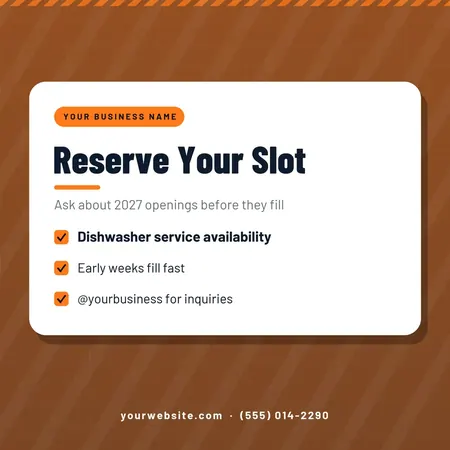 YOUR BUSINESS NAME
Reserve Your Slot
Ask about 2027 openings before they fill
Dishwasher service availability
Early weeks fill fast
@yourbusiness for inquiries
yourwebsite.com · (555) 014-2290